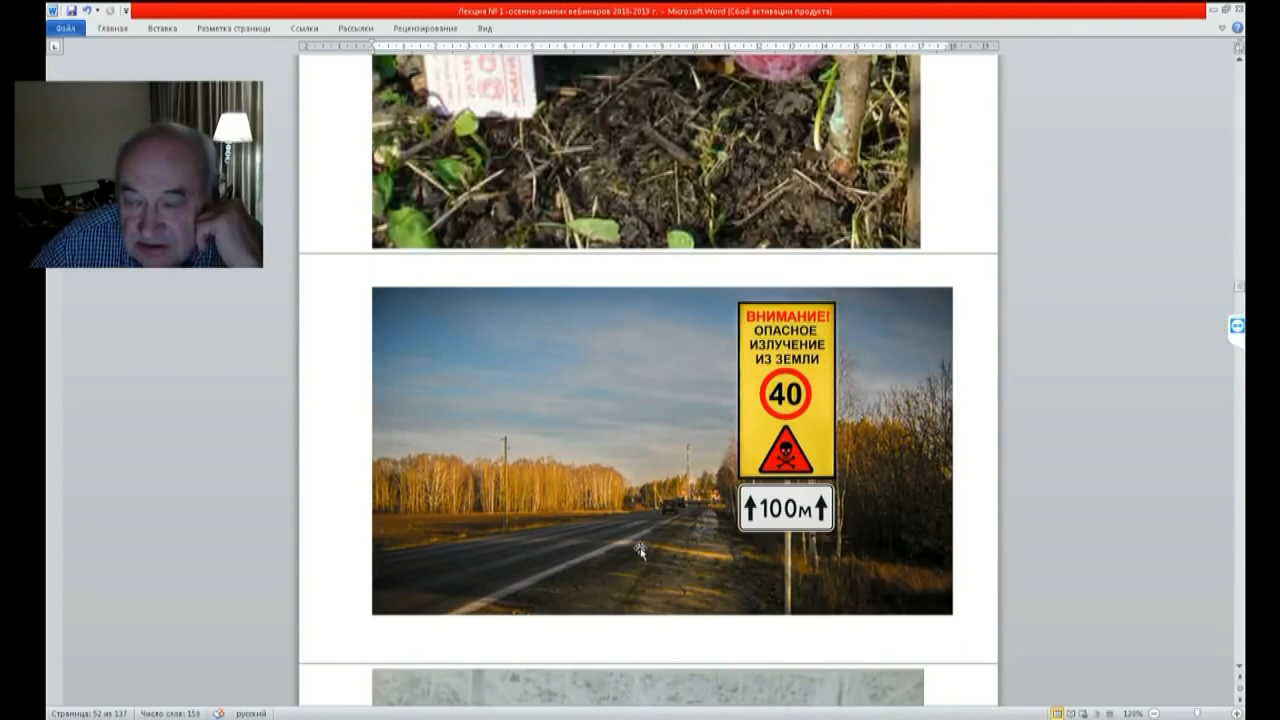 Лекция № 1 -осенне-зимних вебинаров 2018-2019 г. - Microsoft Word (Сбой активации продукта)
Файл Главная Вставка Разметка страницы Ссылки Рассылки Рецензирование Вид
ВНИМАНИЕ!
ОПАСНОЕ
ИЗЛУЧЕНИЕ
ИЗ ЗЕМЛИ
40
100м
Страница: 52 из 137 Число слов: 159 русский 120%